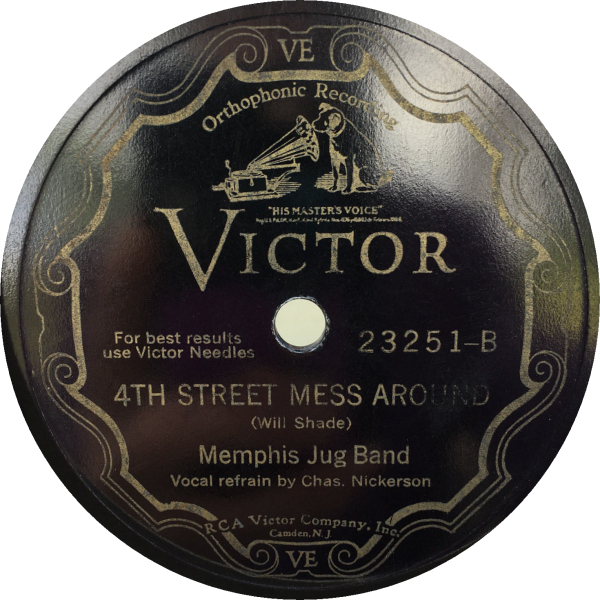 VE
Orthophonic Recording
"HIS MASTER'S VOICE"
VICTOR
For best results
use Victor Needles
23251-B
4TH STREET MESS AROUND
(Will Shade)
Memphis Jug Band
Vocal refrain by Chas. Nickerson
RCA Victor Company, Inc.
Camden, N.J.
VE